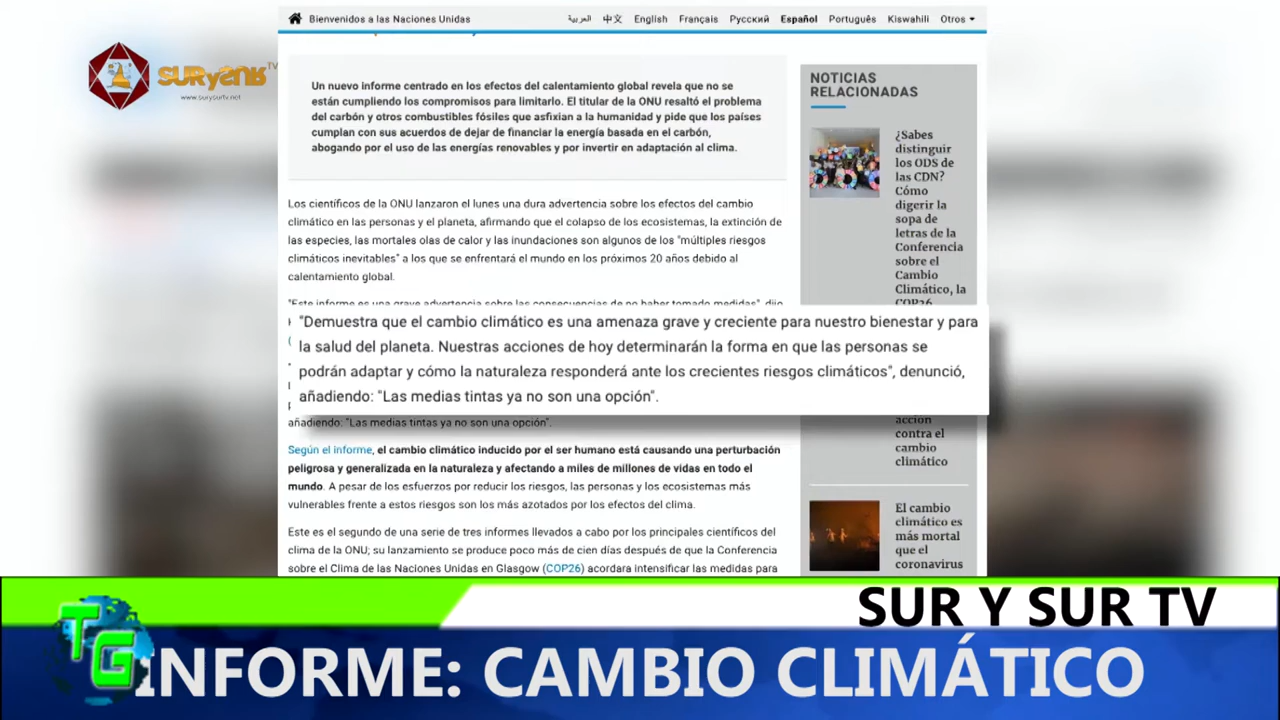 Bienvenidos a las Naciones Unidas
العربية 中文 English Français Русский Español Português Kiswahili Otros
SURySUR TV
www.surysurtv.net
Un nuevo informe centrado en los efectos del calentamiento global revela que no se
están cumpliendo los compromisos para limitarlo. El titular de la ONU resaltó el problema
del carbón y otros combustibles fósiles que asfixian a la humanidad y pide que los países
cumplan con sus acuerdos de dejar de financiar la energía basada en el carbón,
abogando por el uso de las energías renovables y por invertir en adaptación al clima.
Los científicos de la ONU lanzaron el lunes una dura advertencia sobre los efectos del cambio
climático en las personas y el planeta, afirmando que el colapso de los ecosistemas, la extinción de
las especies, las mortales olas de calor y las inundaciones son algunos de los "múltiples riesgos
climáticos inevitables" a los que se enfrentará el mundo en los próximos 20 años debido al
calentamiento global.
"Este informe es una grave advertencia sobre las consecuencias de no haber tomado medidas", dijo
"Demuestra que el cambio climático es una amenaza grave y creciente para nuestro bienestar y para
la salud del planeta. Nuestras acciones de hoy determinarán la forma en que las personas se
podrán adaptar y cómo la naturaleza responderá ante los crecientes riesgos climáticos", denunció,
añadiendo: "Las medias tintas ya no son una opción".
añadiendo: "Las medias tintas ya no son una opción".
Según el informe, el cambio climático inducido por el ser humano está causando una perturbación
peligrosa y generalizada en la naturaleza y afectando a miles de millones de vidas en todo el
mundo. A pesar de los esfuerzos por reducir los riesgos, las personas y los ecosistemas más
vulnerables frente a estos riesgos son los más azotados por los efectos del clima.
Este es el segundo de una serie de tres informes llevados a cabo por los principales científicos del
clima de la ONU; su lanzamiento se produce poco más de cien días después de que la Conferencia
sobre el Clima de las Naciones Unidas en Glasgow (COP26) acordara intensificar las medidas para
NOTICIAS
RELACIONADAS
¿Sabes
distinguir
los ODS de
las CDN?
Cómo
digerir la
sopa de
letras de la
Conferencia
sobre el
Cambio
Climático, la
COP26
acción
contra el
cambio
climático
El cambio
climático es
más mortal
que el
coronavirus
SUR Y SUR TV
TG
INFORME: CAMBIO CLIMÁTICO